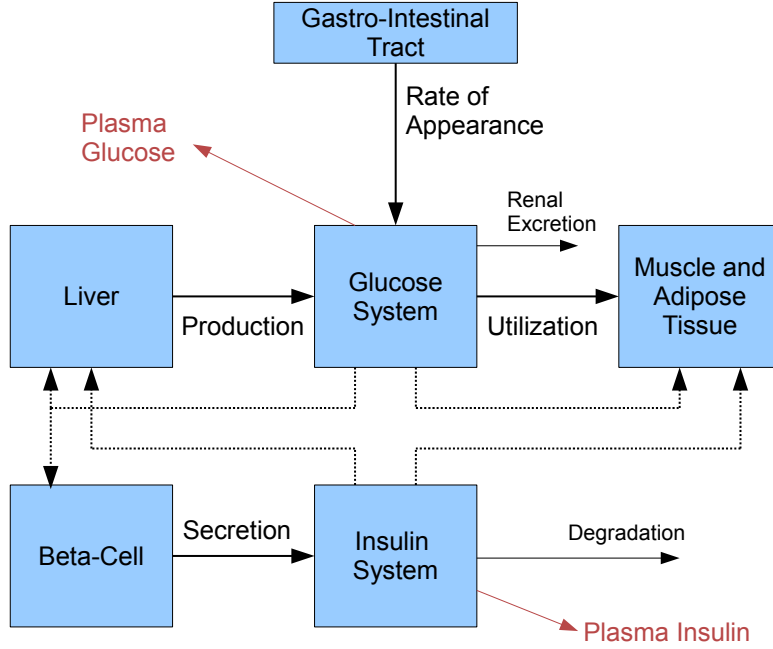 Gastro-Intestinal
Tract
Rate of
Appearance
Plasma
Glucose
Renal
Excretion
Liver
Production
Glucose
System
Utilization
Muscle and
Adipose
Tissue
Beta-Cell
Secretion
Insulin
System
Degradation
Plasma Insulin